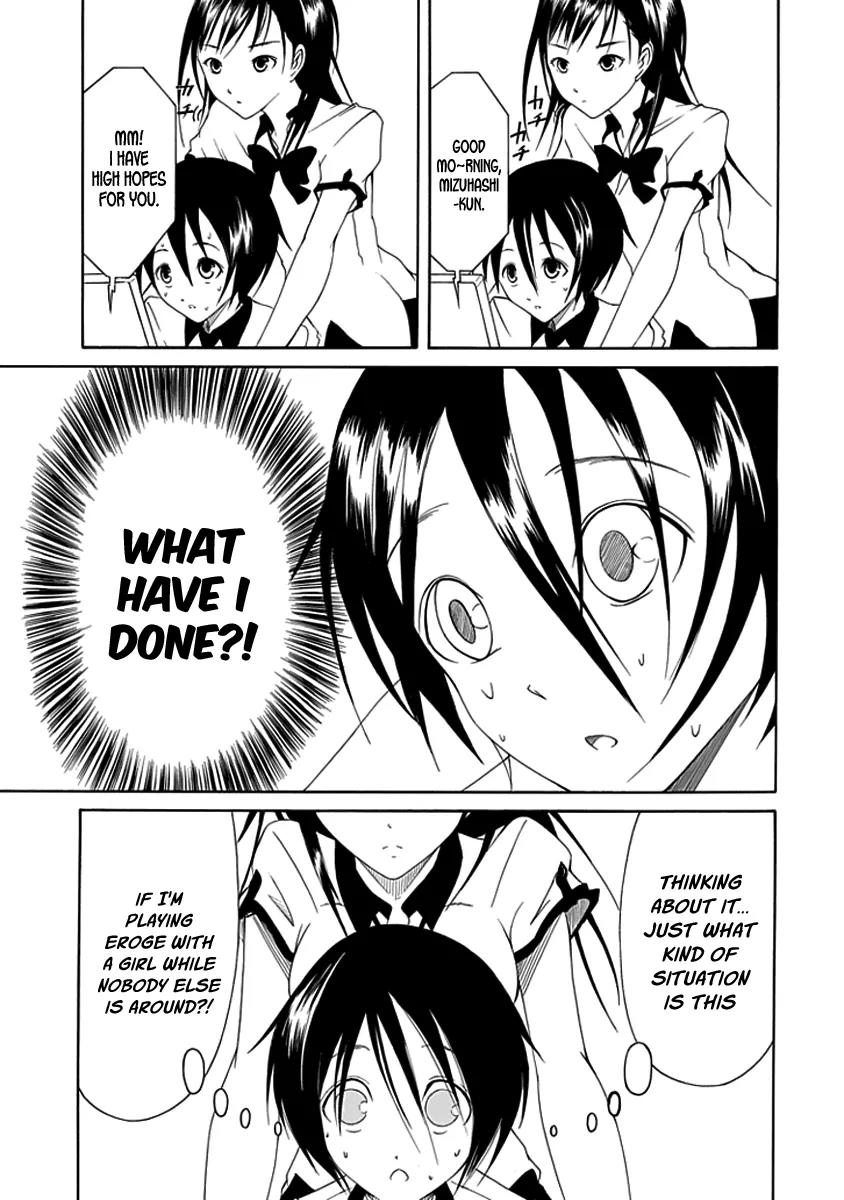 GOOD
MO~RNING,
MIZUHASHI
-KUN.
カチ
カチ
MM!
I HAVE
HIGH HOPES
FOR YOU.
カチ
WHAT
HAVE I
DONE?!
THINKING
ABOUT IT...
JUST WHAT
KIND OF
SITUATION
IS THIS
IF I'M
PLAYING
EROGE WITH
A GIRL WHILE
NOBODY ELSE
IS AROUND?!